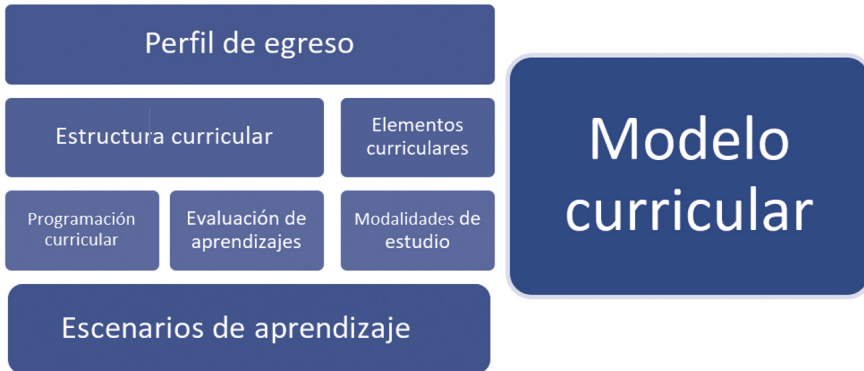 Perfil de egreso
Estructura curricular
Elementos
curriculares
Programación
curricular
Evaluación de
aprendizajes
Modalidades de
estudio
Escenarios de aprendizaje
Modelo
curricular